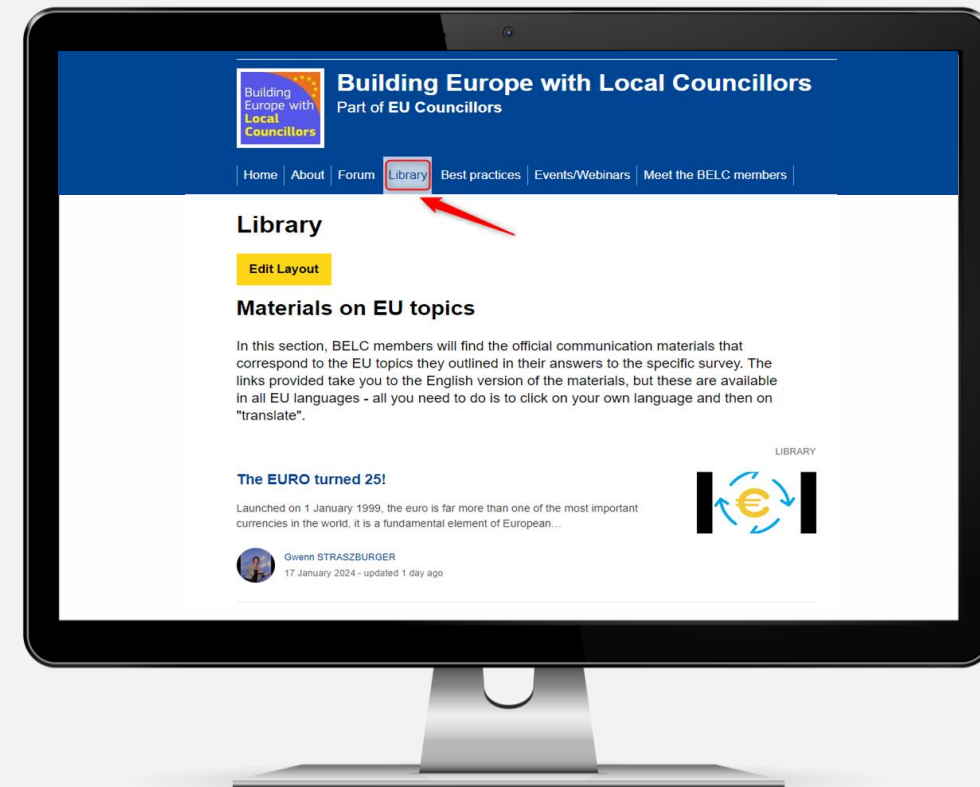 Building
Europe with
Local
Councillors
Building Europe with Local Councillors
Part of EU Councillors
Home About Forum Library Best practices Events/Webinars Meet the BELC members
Library
Edit Layout
Materials on EU topics
In this section, BELC members will find the official communication materials that
correspond to the EU topics they outlined in their answers to the specific survey. The
links provided take you to the English version of the materials, but these are available
in all EU languages - all you need to do is to click on your own language and then on
"translate".
LIBRARY
The EURO turned 25!
Launched on 1 January 1999, the euro is far more than one of the most important
currencies in the world, it is a fundamental element of European…
Gwenn STRASZBURGER
17 January 2024 - updated 1 day ago